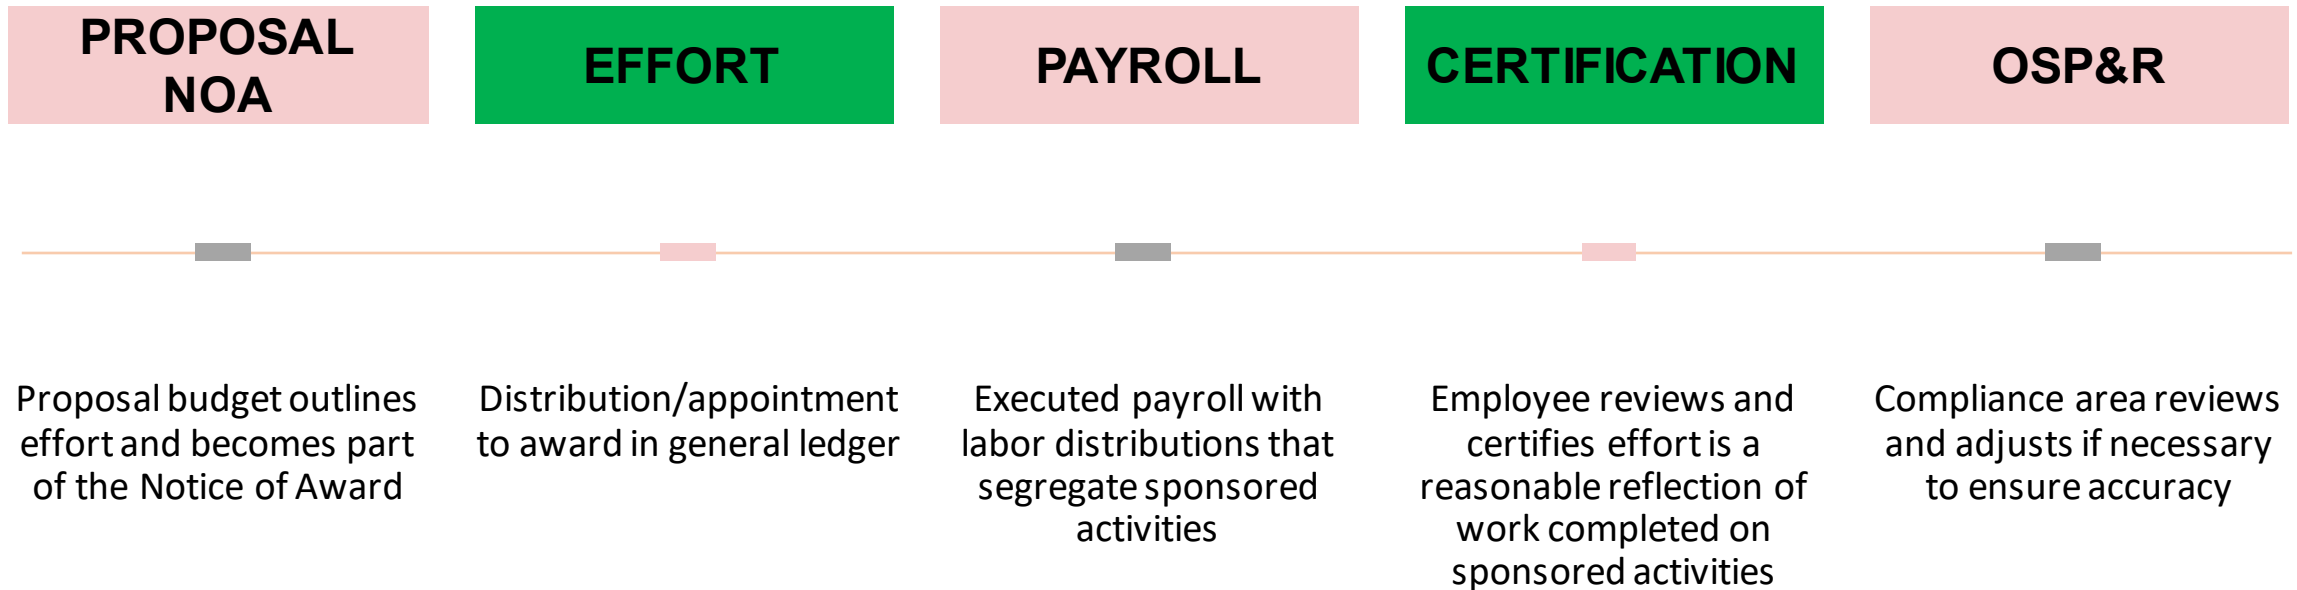 PROPOSAL
NOA
EFFORT
PAYROLL
CERTIFICATION
OSP&R
Proposal budget outlines
effort and becomes part
of the Notice of Award
Distribution/appointment
to award in general ledger
Executed payroll with
labor distributions that
segregate sponsored
activities
Employee reviews and
certifies effort is a
reasonable reflection of
work completed on
sponsored activities
Compliance area reviews
and adjusts if necessary
to ensure accuracy